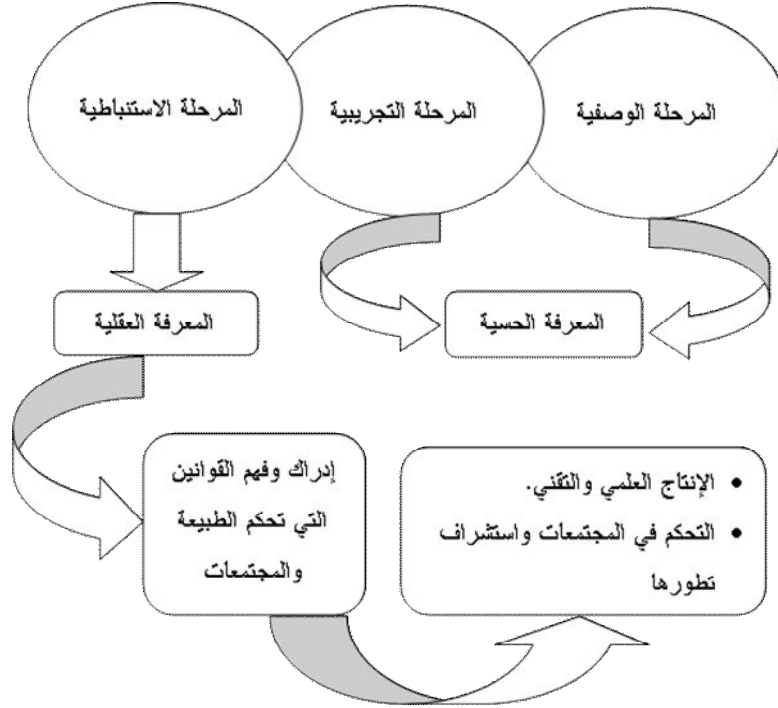 المرحلة الوصفية
المرحلة التجريبية
المرحلة الاستنباطية
المعرفة الحسية
المعرفة العقلية
إدراك وفهم القوانين
التي تحكم الطبيعة
والمجتمعات
• الإنتاج العلمي والتقني.
• التحكم في المجتمعات واستشراف
تطورها